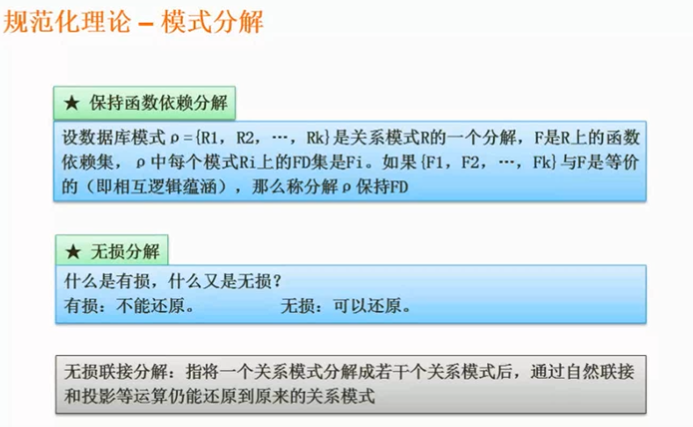 规范化理论 – 模式分解
★ 保持函数依赖分解
设数据库模式ρ={R1, R2, …, Rk}是关系模式R的一个分解, F是R上的函数
依赖集, ρ中每个模式Ri上的FD集是Fi。如果{F1, F2, …, Fk}与F是等价
的(即相互逻辑蕴涵), 那么称分解ρ保持FD
★ 无损分解
什么是有损, 什么又是无损?
有损: 不能还原。 无损: 可以还原。
无损联接分解: 指将一个关系模式分解成若干个关系模式后, 通过自然联接
和投影等运算仍能还原到原来的关系模式